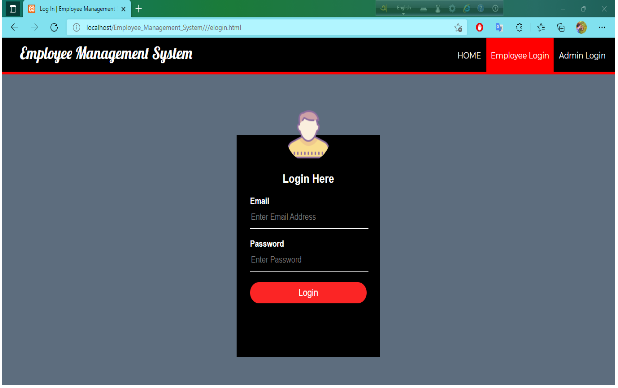 Log In | Employee Management
localhost/Employee_Management_System///elogin.html
Employee Management System
HOME Employee Login Admin Login
Login Here
Email
Enter Email Address
Password
Enter Password
Login